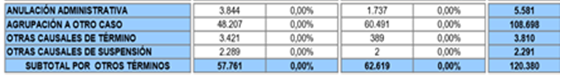 ANULACIÓN ADMINISTRATIVA 3.844 0,00% 1.737 0,00% 5.581
AGRUPACIÓN A OTRO CASO 48.207 0,00% 60.491 0,00% 108.698
OTRAS CAUSALES DE TÉRMINO 3.421 0,00% 389 0,00% 3.810
OTRAS CAUSALES DE SUSPENSIÓN 2.289 0,00% 2 0,00% 2.291
SUBTOTAL POR OTROS TÉRMINOS 57.761 0,00% 62.619 0,00% 120.380